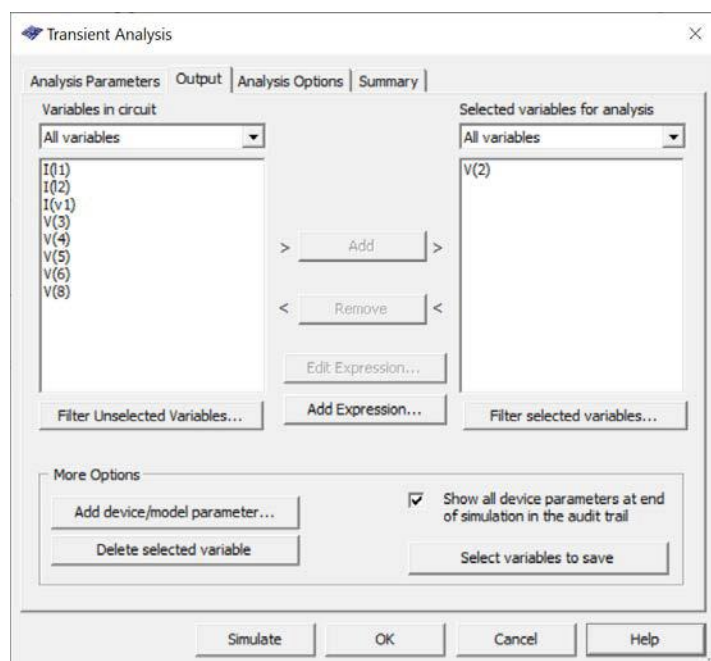 Transient Analysis
Analysis Parameters Output Analysis Options Summary
Variables in circuit
All variables
I(l1)
I(l2)
I(v1)
V(3)
V(4)
V(5)
V(6)
V(8)
Filter Unselected Variables...
> Add >
< Remove <
Edit Expression...
Add Expression...
Selected variables for analysis
All variables
V(2)
Filter selected variables...
More Options
Add device/model parameter...
Delete selected variable
Show all device parameters at end
of simulation in the audit trail
Select variables to save
Simulate OK Cancel Help